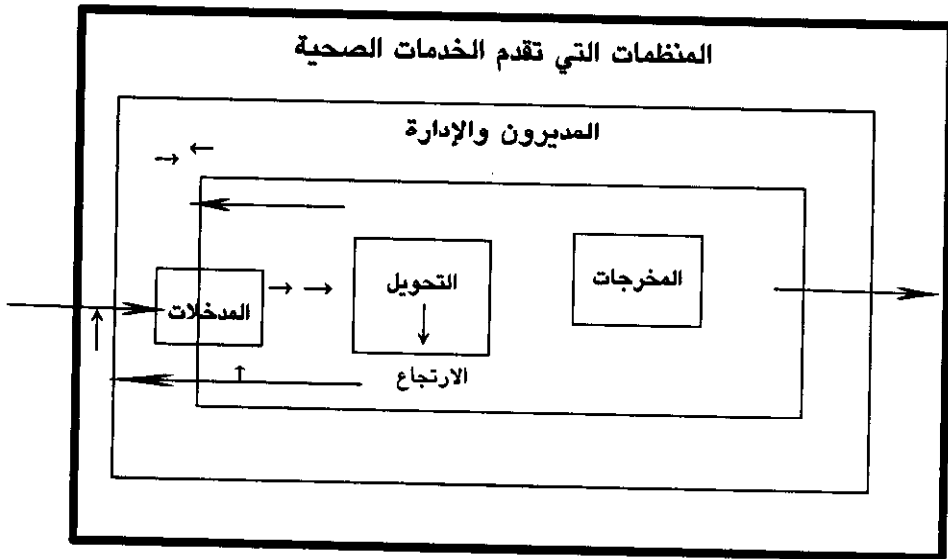 المنظمات التي تقدم الخدمات الصحية
المديرون والإدارة
المخرجات
التحويل
المدخلات
الارتجاع